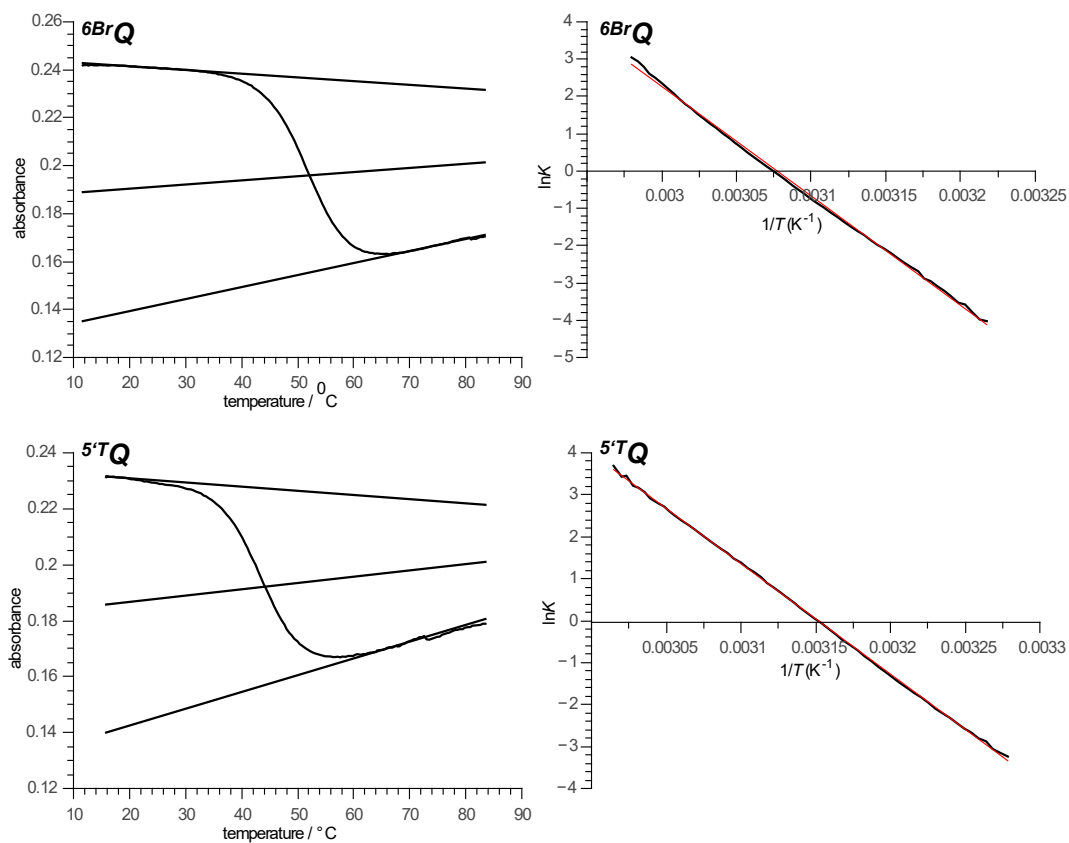 6BrQ
0.26
0.24
0.22
0.2
0.18
0.16
0.14
0.12
absorbance
10 20 30 40 50 60 70 80 90
temperature / 0C
6BrQ
4
3
2
1
0
−1
−2
−3
−4
−5
lnK
0.003 0.00305 0.0031 0.00315 0.0032 0.00325
1/T(K-1)
5'TQ
0.24
0.22
0.2
0.18
0.16
0.14
0.12
absorbance
10 20 30 40 50 60 70 80 90
temperature / °C
5'TQ
4
3
2
1
0
−1
−2
−3
−4
lnK
0.00305 0.0031 0.00315 0.0032 0.00325 0.0033
1/T(K-1)